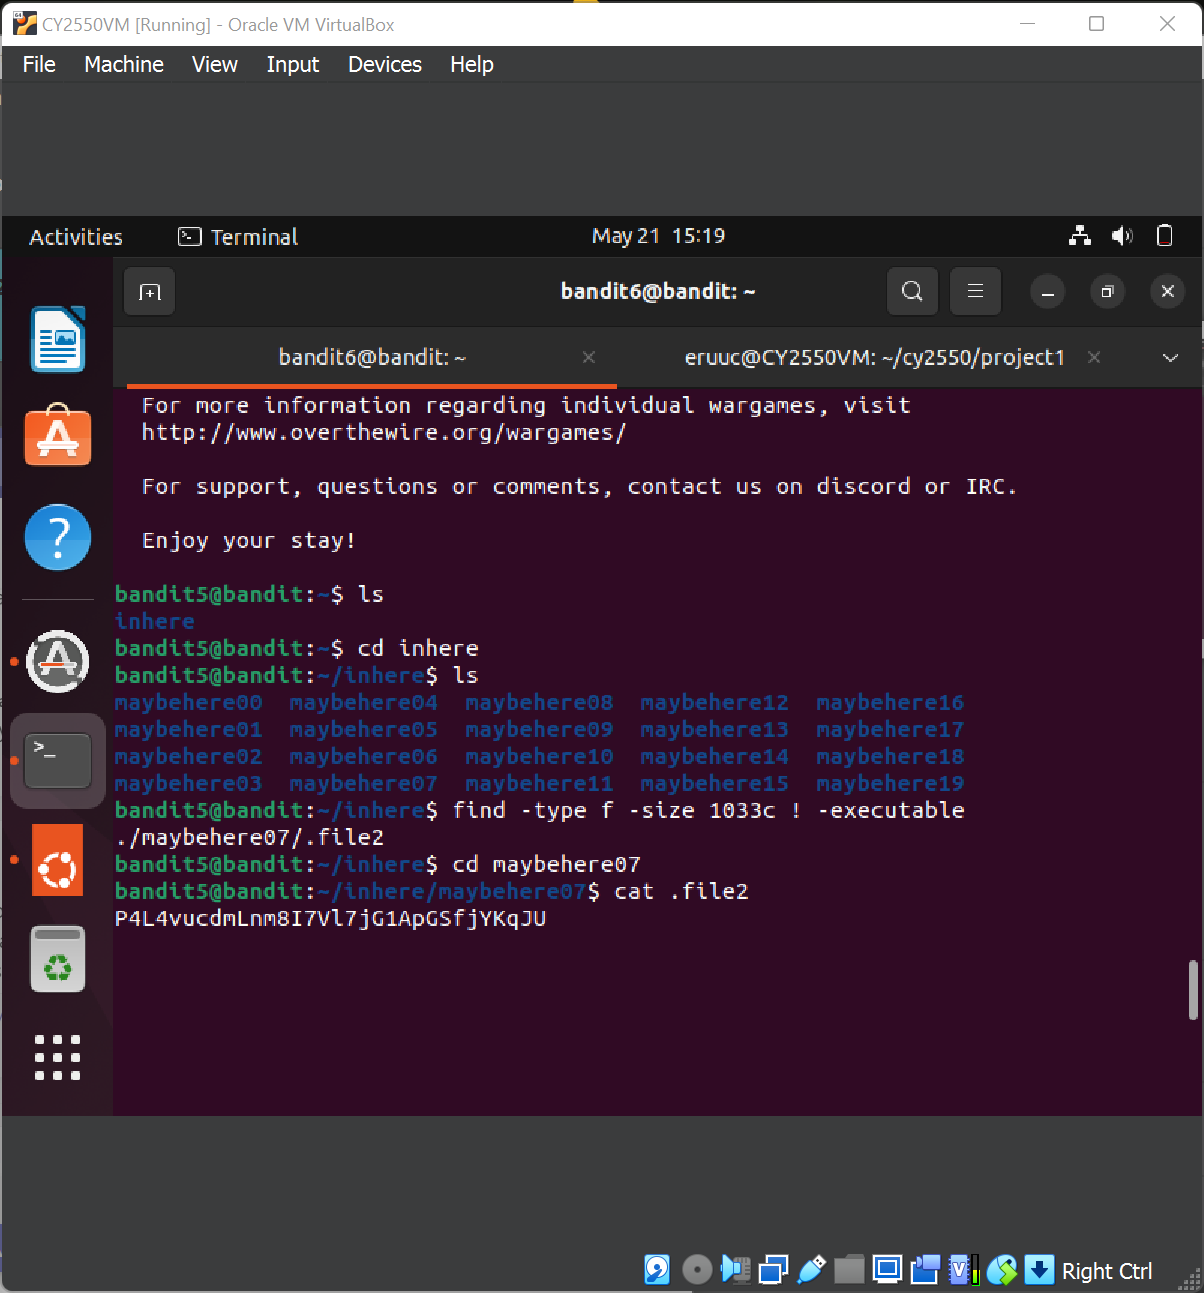 CY2550VM [Running] - Oracle VM VirtualBox
File Machine View Input Devices Help
Activities Terminal May 21 15:19
bandit6@bandit: ~
bandit6@bandit: ~ eruuc@CY2550VM: ~/cy2550/project1
For more information regarding individual wargames, visit
http://www.overthewire.org/wargames/
For support, questions or comments, contact us on discord or IRC.
Enjoy your stay!
bandit5@bandit:~$ ls
inhere
bandit5@bandit:~$ cd inhere
bandit5@bandit:~/inhere$ ls
maybehere00 maybehere04 maybehere08 maybehere12 maybehere16
maybehere01 maybehere05 maybehere09 maybehere13 maybehere17
maybehere02 maybehere06 maybehere10 maybehere14 maybehere18
maybehere03 maybehere07 maybehere11 maybehere15 maybehere19
bandit5@bandit:~/inhere$ find -type f -size 1033c ! -executable
./maybehere07/.file2
bandit5@bandit:~/inhere$ cd maybehere07
bandit5@bandit:~/inhere/maybehere07$ cat .file2
P4L4vucdmLnm8I7Vl7jG1ApGSfjYKqJU
Right Ctrl